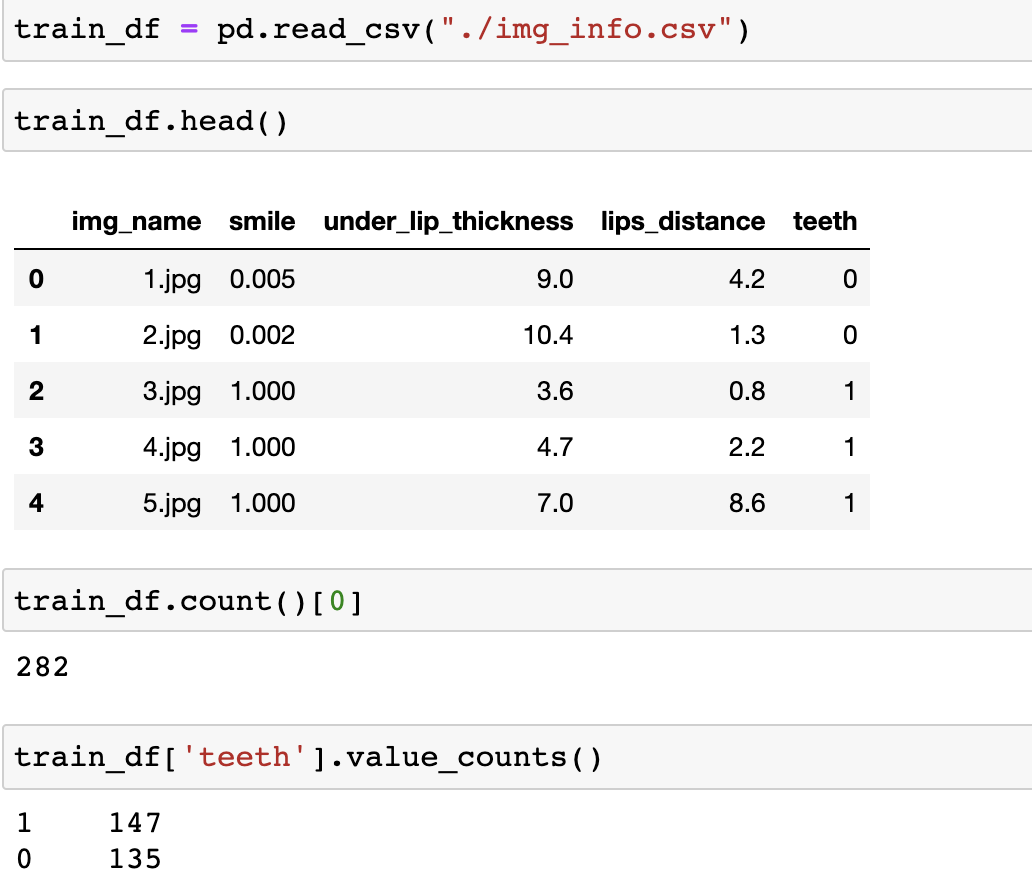 train_df = pd.read_csv("./img_info.csv")
train_df.head()
img_name smile under_lip_thickness lips_distance teeth
0 1.jpg 0.005 9.0 4.2 0
1 2.jpg 0.002 10.4 1.3 0
2 3.jpg 1.000 3.6 0.8 1
3 4.jpg 1.000 4.7 2.2 1
4 5.jpg 1.000 7.0 8.6 1
train_df.count()[0]
282
train_df['teeth'].value_counts()
1 147
0 135